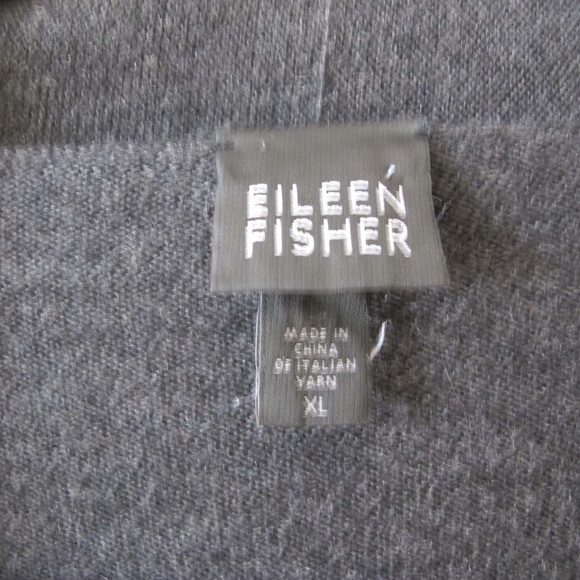 EILEEN
FISHER
MADE IN
CHINA
OF ITALIAN
YARN
XL